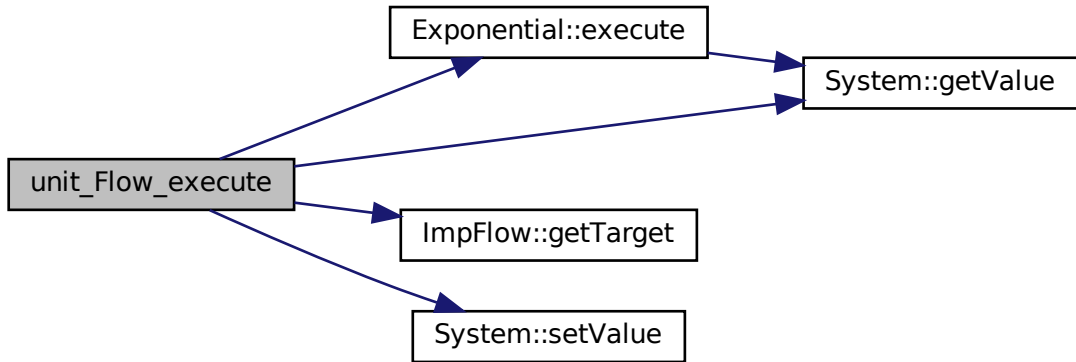 Exponential::execute
System::getValue
unit_Flow_execute
ImpFlow::getTarget
System::setValue